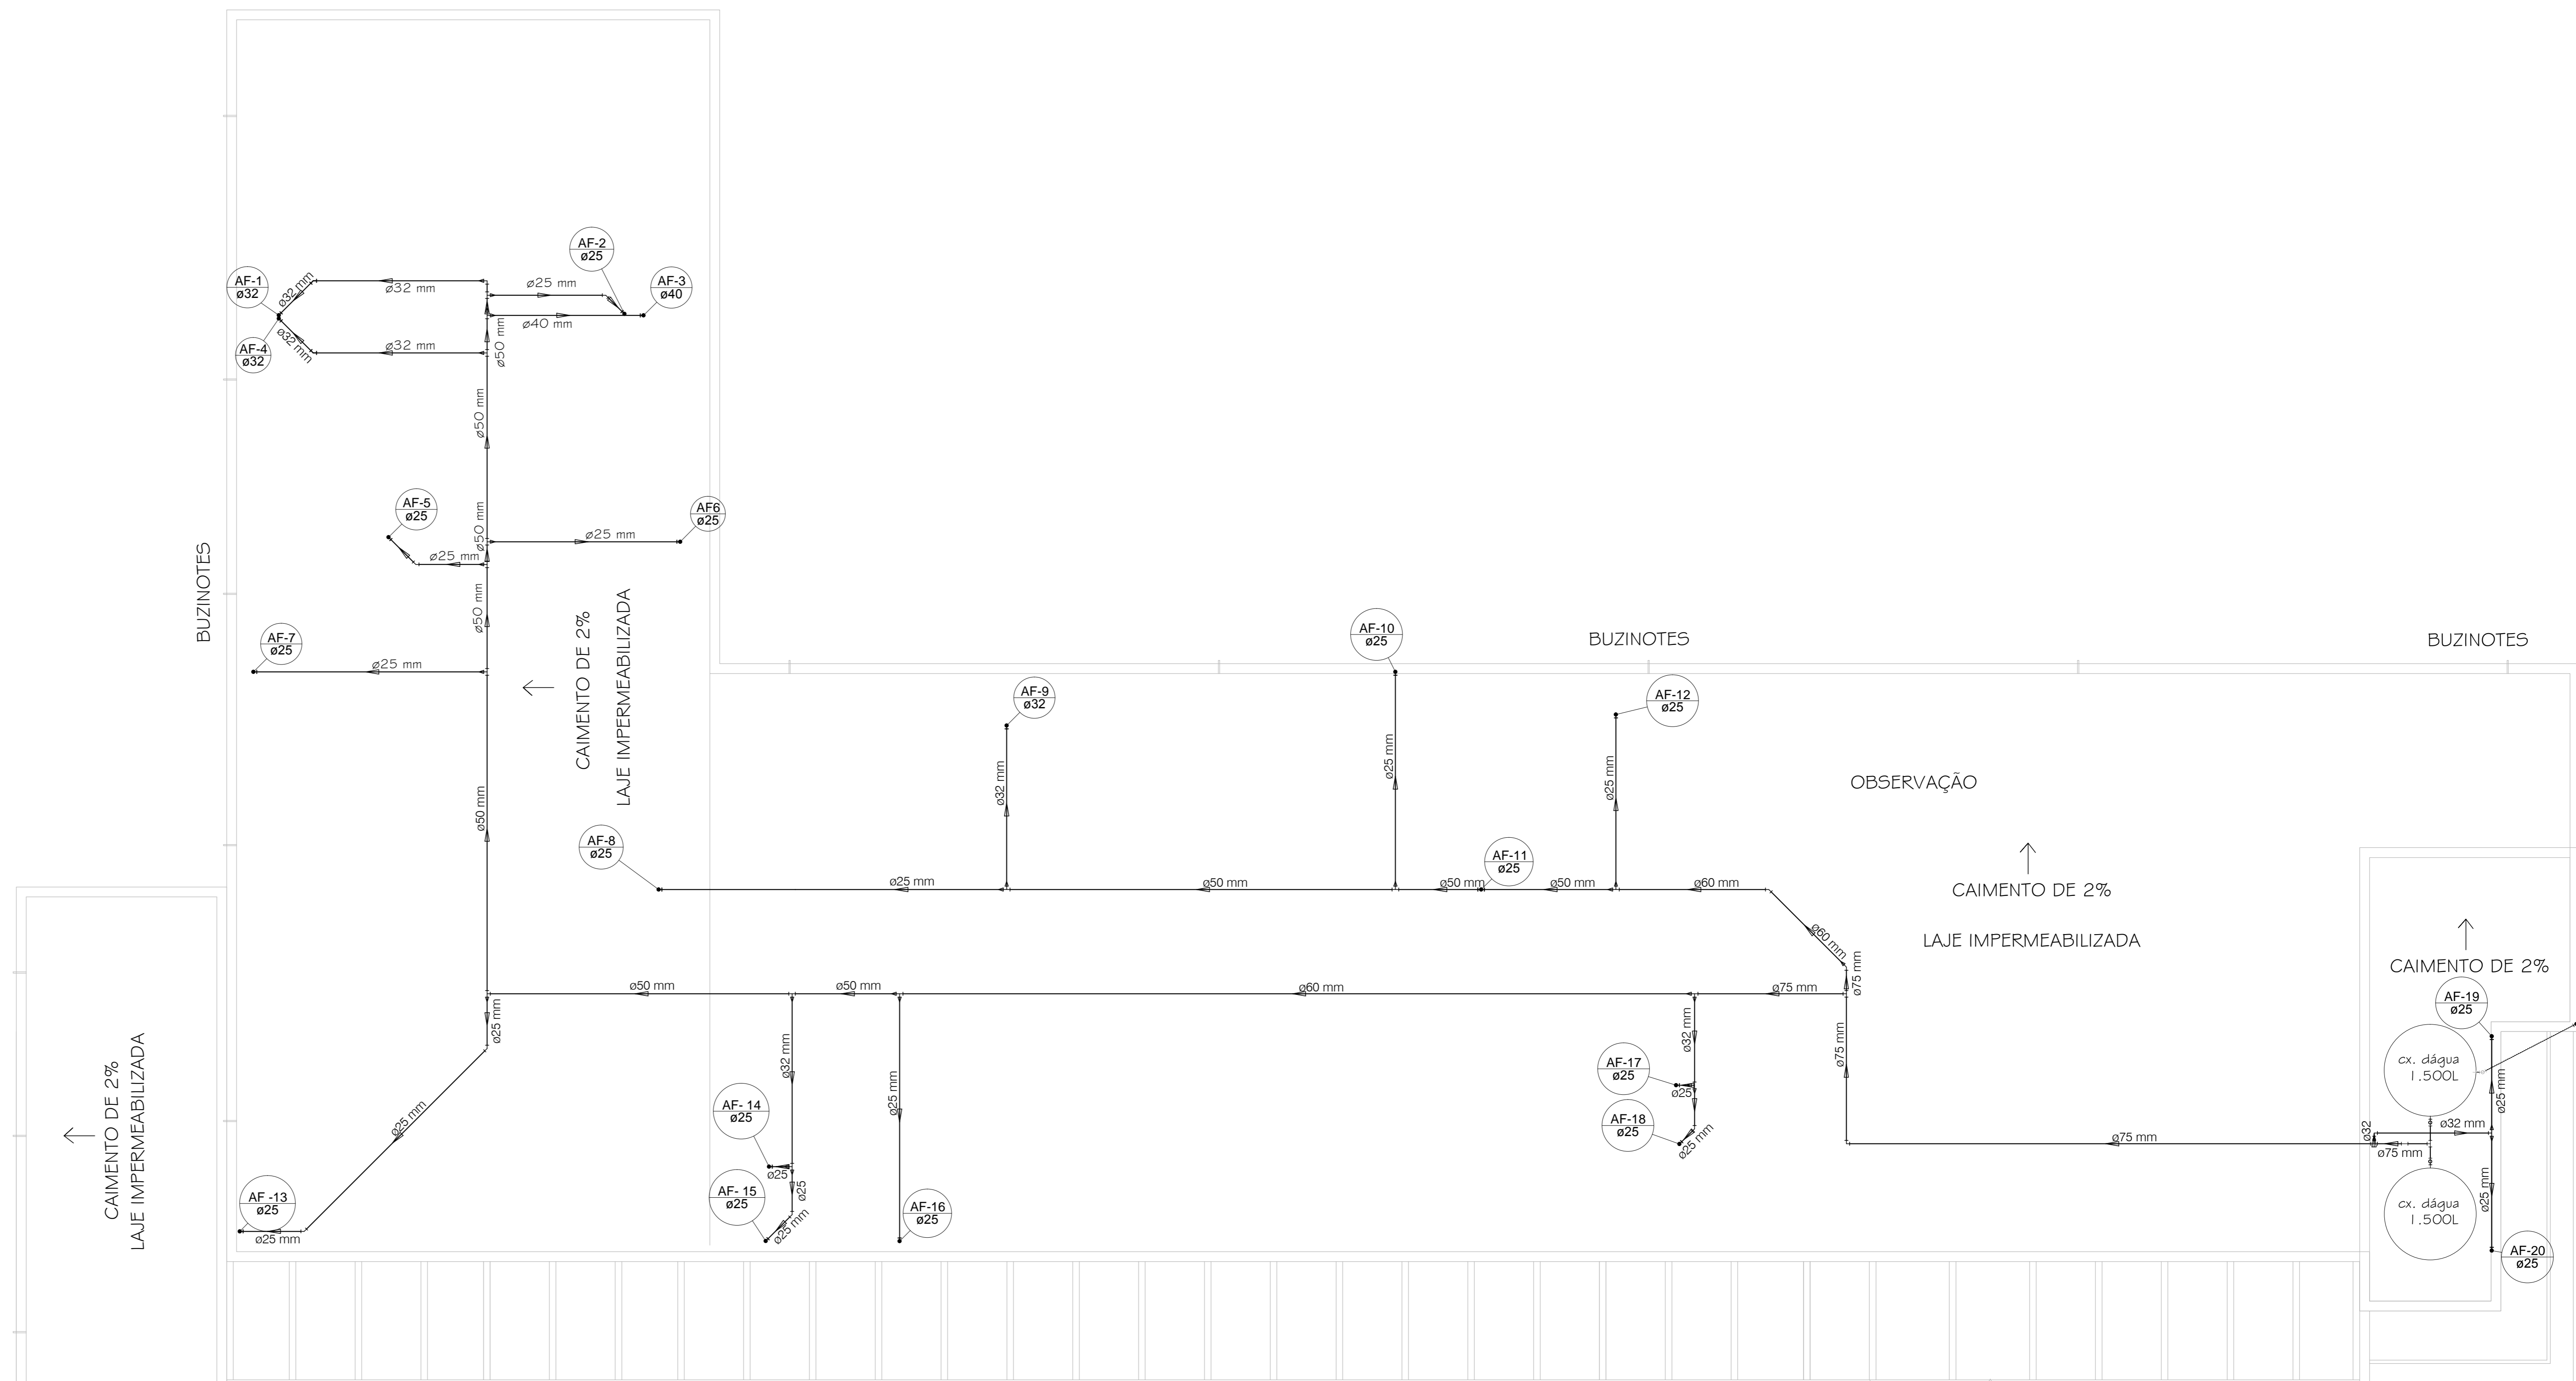 AF-2
ø25
AF-1
ø32
ø32 mm
ø32 mm
ø25 mm
AF-3
ø40
ø40 mm
AF-4
ø32
ø32 mm
ø32 mm
ø50 mm
ø50 mm
AF-5
ø25
ø25 mm
ø50 mm
AF6
ø25
ø25 mm
BUZINOTES
ø50 mm
AF-7
ø25
ø25 mm
CAIMENTO DE 2%
LAJE IMPERMEABILIZADA
AF-10
ø25
BUZINOTES
BUZINOTES
AF-9
ø32
AF-12
ø25
ø50 mm
ø32 mm
ø25 mm
ø25 mm
OBSERVAÇÃO
AF-8
ø25
AF-11
ø25
ø25 mm
ø50 mm
ø50 mm
ø50 mm
ø60 mm
CAIMENTO DE 2%
LAJE IMPERMEABILIZADA
ø60 mm
ø75 mm
CAIMENTO DE 2%
ø50 mm
ø50 mm
ø60 mm
ø75 mm
AF-19
ø25
ø25 mm
ø32 mm
ø25 mm
ø32 mm
ø75 mm
AF-17
ø25
ø25
AF-18
ø25
ø25 mm
cx. dágua
1.500L
ø25 mm
CAIMENTO DE 2%
LAJE IMPERMEABILIZADA
ø25 mm
AF- 14
ø25
ø25
ø75 mm
ø32
ø32 mm
ø75 mm
AF -13
ø25
ø25 mm
AF- 15
ø25
ø25
ø25 mm
AF-16
ø25
cx. dágua
1.500L
ø25 mm
AF-20
ø25